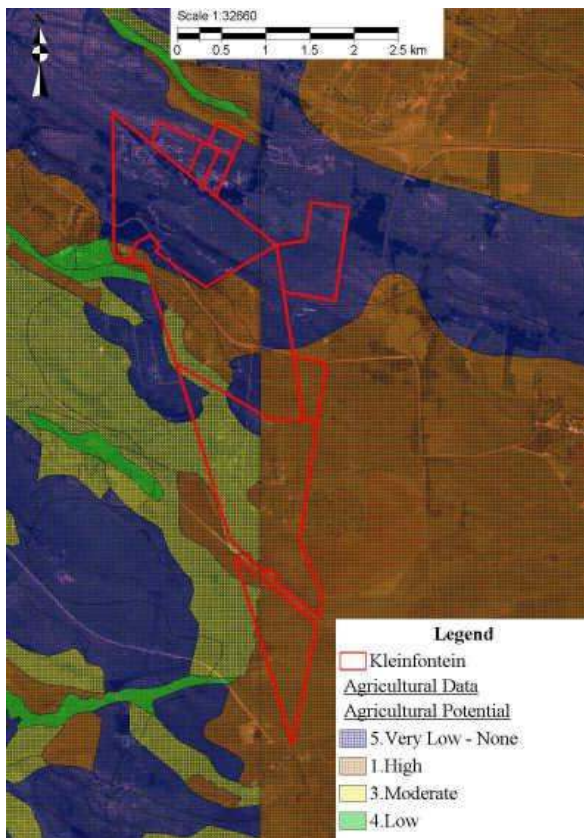 Scale 1:32660
0 0.5 1 1.5 2 2.5 km
N
Legend
Kleinfontein
Agricultural Data
Agricultural Potential
5.Very Low - None
1.High
3.Moderate
4.Low